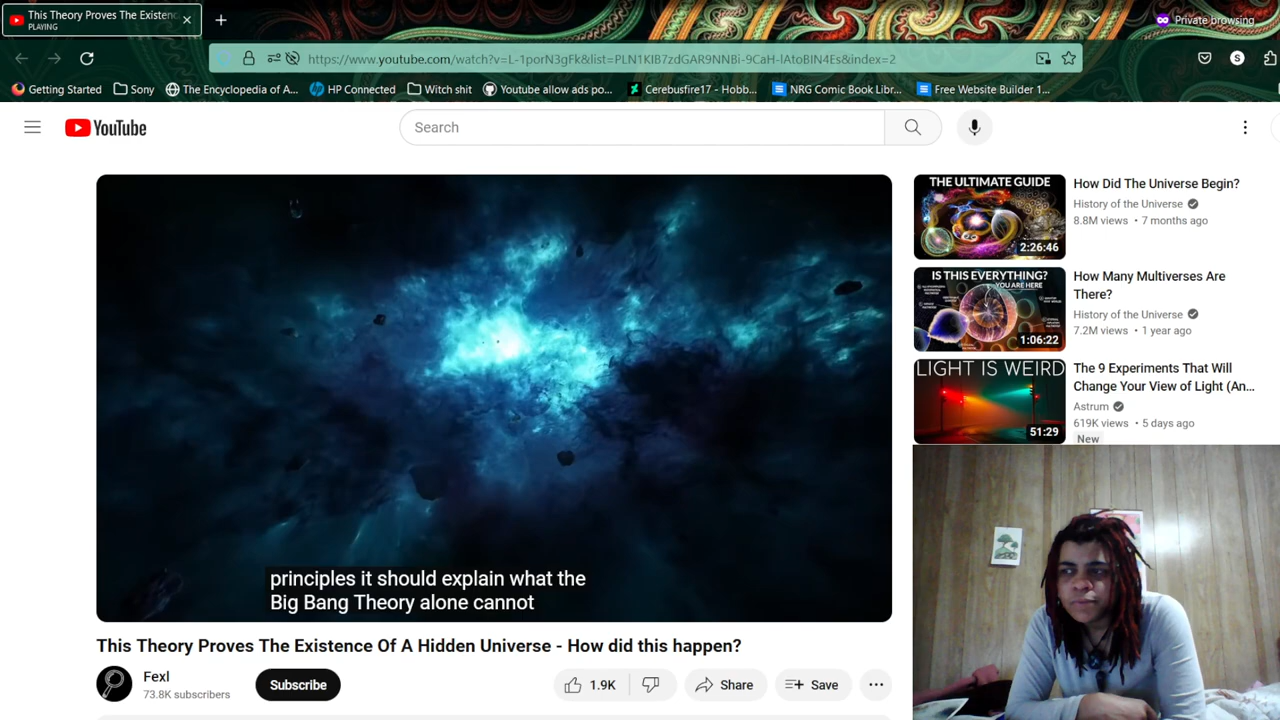 This Theory Proves The Existenc
PLAYING
Private browsing
https://www.youtube.com/watch?v=L-1porN3gFk&list=PLN1KIB7zdGAR9NNBi-9CaH-lAtoBIN4Es&index=2
Getting Started
Sony
The Encyclopedia of A...
HP Connected
Witch shit
Youtube allow ads po...
Cerebusfire17 - Hobb...
NRG Comic Book Libr...
Free Website Builder 1...
YouTube
Search
principles it should explain what the
Big Bang Theory alone cannot
This Theory Proves The Existence Of A Hidden Universe - How did this happen?
Fexl
73.8K subscribers
Subscribe
1.9K
Share
Save
THE ULTIMATE GUIDE
2:26:46
How Did The Universe Begin?
History of the Universe
8.8M views • 7 months ago
IS THIS EVERYTHING?
YOU ARE HERE
1:06:22
How Many Multiverses Are
There?
History of the Universe
7.2M views • 1 year ago
LIGHT IS WEIRD
51:29
The 9 Experiments That Will
Change Your View of Light (An...
Astrum
619K views • 5 days ago
New